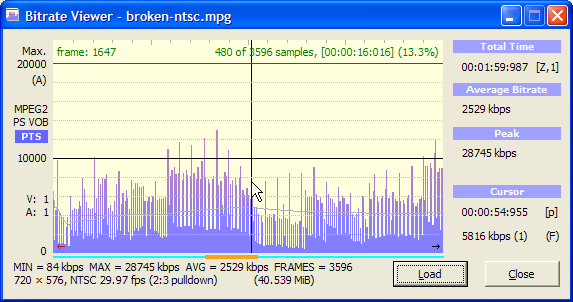 Bitrate Viewer - broken-ntsc.mpg
Max. frame: 1647 480 of 3596 samples, [00:00:16:016] (13.3%)
20000
(A)
MPEG2
PS VOB
PTS
10000
V: 1
A: 1
0
Total Time
00:01:59:987 [Z,1]
Average Bitrate
2529 kbps
Peak
28745 kbps
Cursor
00:00:54:955 [p]
5816 kbps (1) (F)
MIN = 84 kbps MAX = 28745 kbps AVG = 2529 kbps FRAMES = 3596
720 × 576, NTSC 29.97 fps (2:3 pulldown) (40.539 MiB)
Load
Close